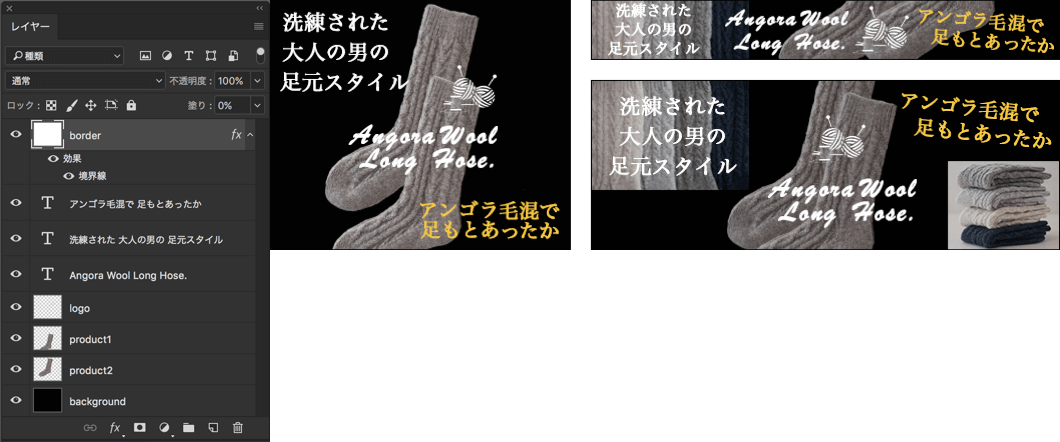 レイヤー
種類
通常
不透明度: 100%
ロック:
塗り: 0%
border
fx
効果
境界線
T アンゴラ毛混で 足もとあったか
T 洗練された 大人の男の 足元スタイル
T Angora Wool Long Hose.
logo
product1
product2
background
fx
洗練された
大人の男の
足元スタイル
Angora Wool
Long Hose.
アンゴラ毛混で
足もとあったか
洗練された
大人の男の
足元スタイル
Angora Wool
Long Hose.
アンゴラ毛混で
足もとあったか
洗練された
大人の男の
足元スタイル
Angora Wool
Long Hose.
アンゴラ毛混で
足もとあったか